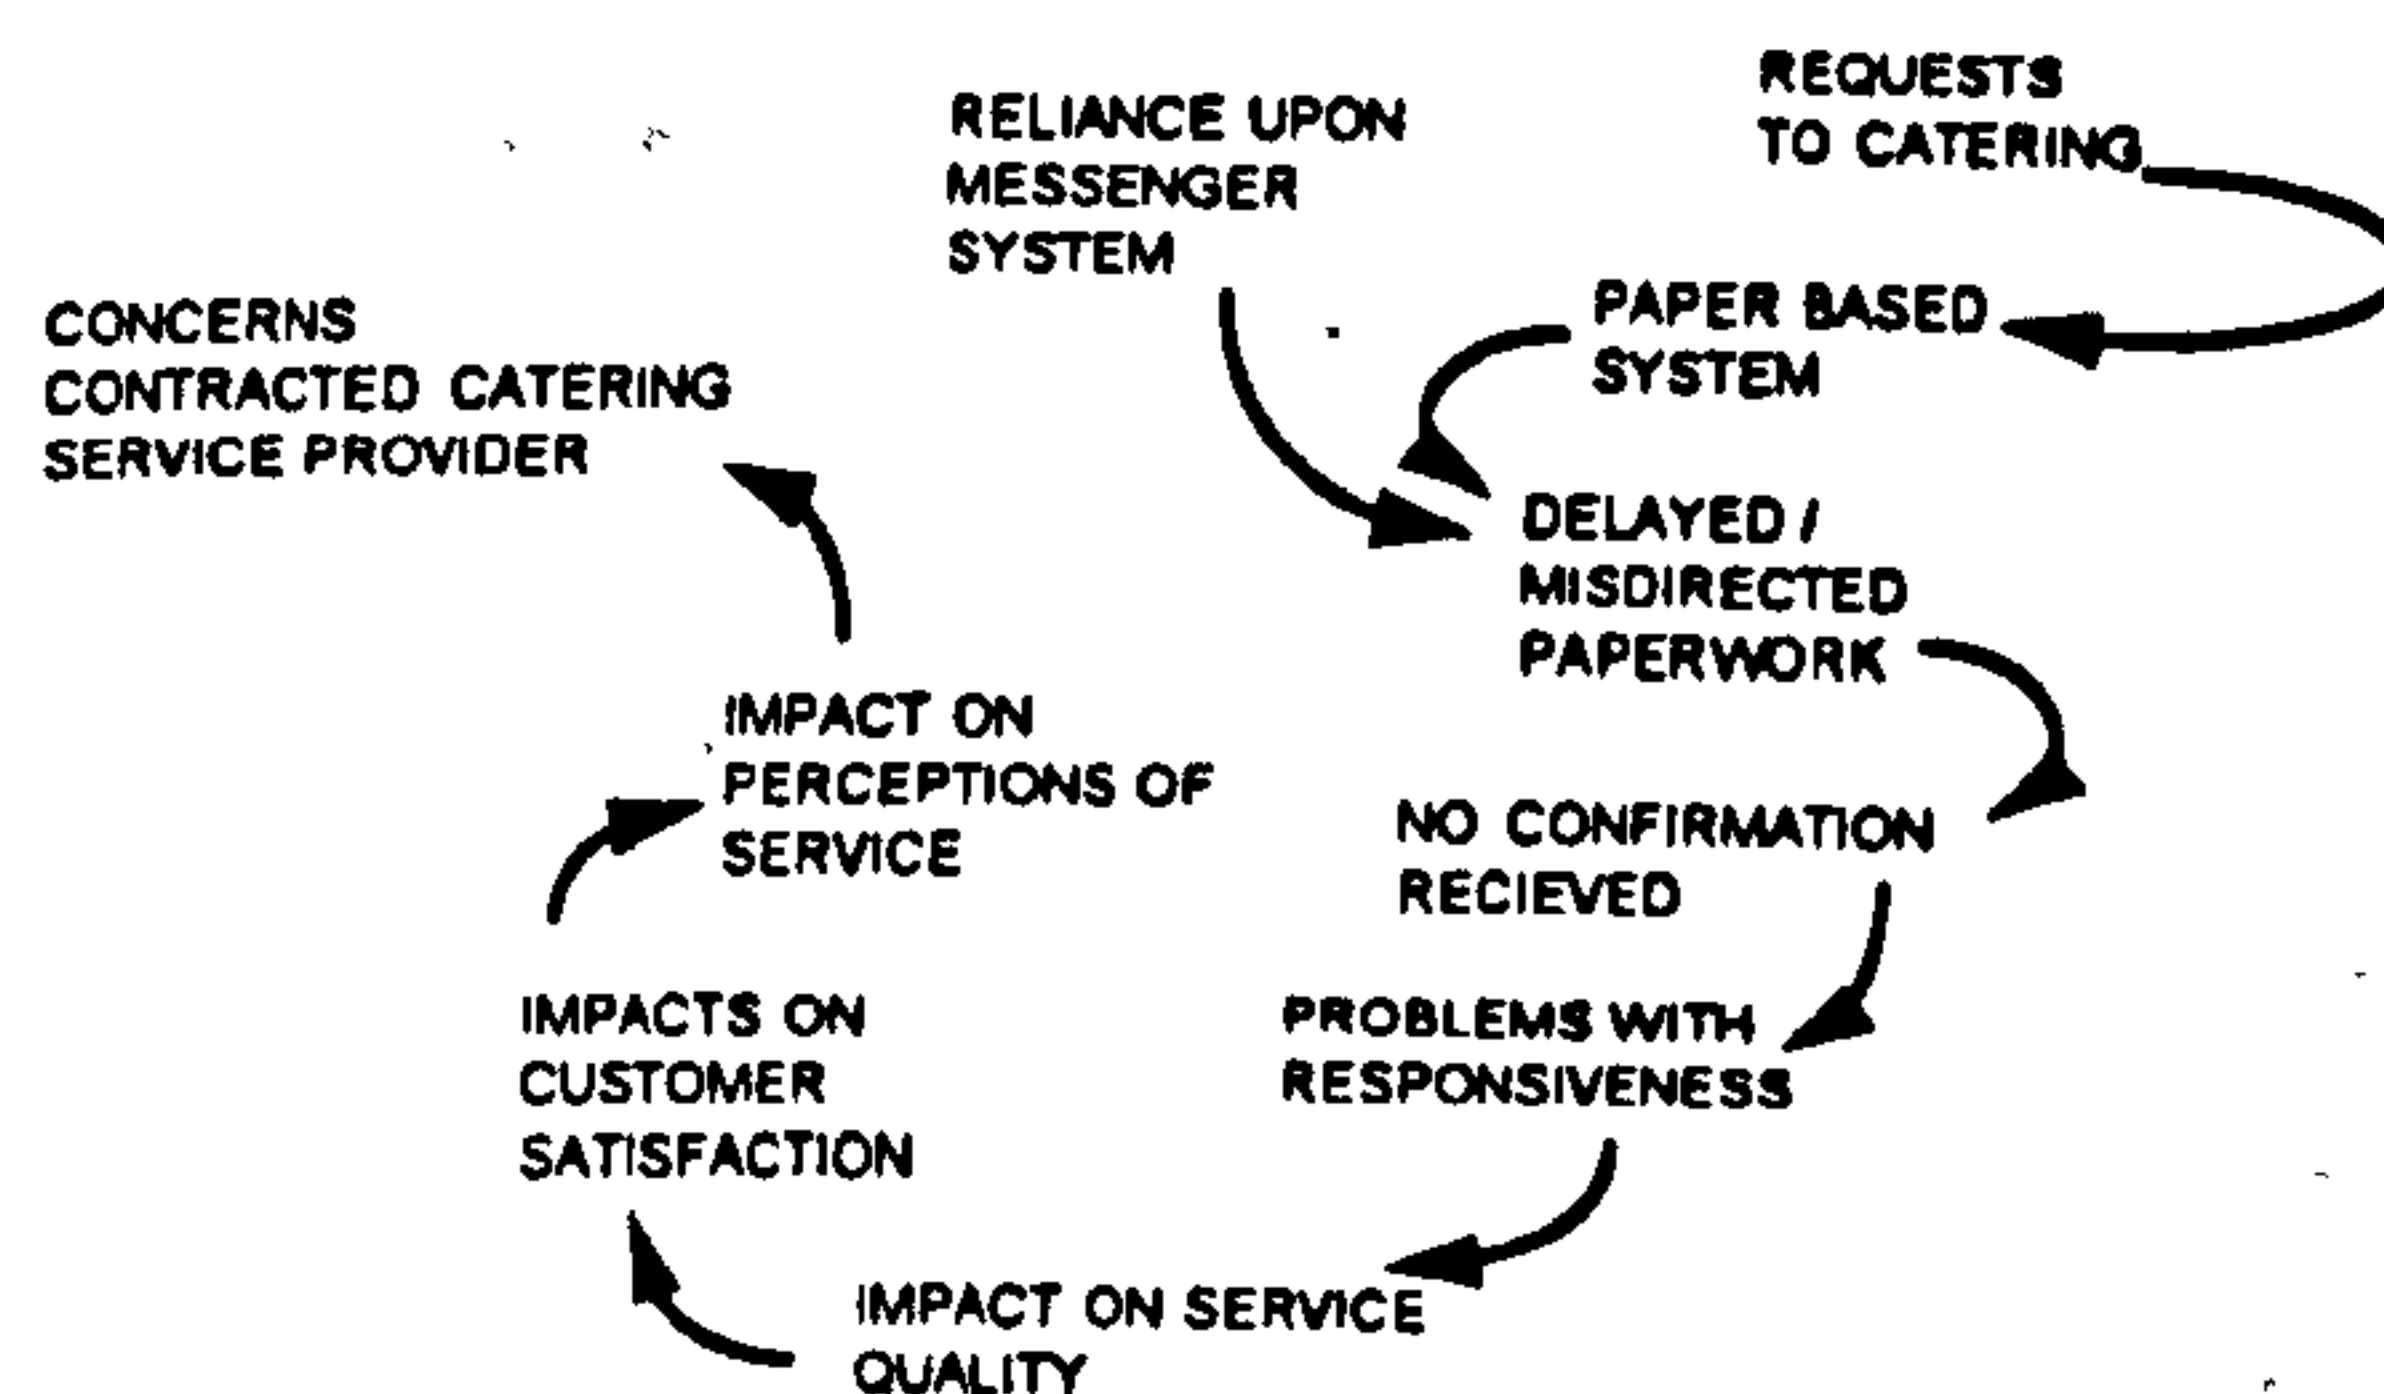 REQUESTS
TO CATERING
RELIANCE UPON
MESSENGER
SYSTEM
PAPER BASED
SYSTEM
CONCERNS
CONTRACTED CATERING
SERVICE PROVIDER
DELAYED /
MISDIRECTED
PAPERWORK
IMPACT ON
PERCEPTIONS OF
SERVICE
NO CONFIRMATION
RECIEVED
IMPACTS ON
CUSTOMER
SATISFACTION
PROBLEMS WITH
RESPONSIVENESS
IMPACT ON SERVICE
QUALITY